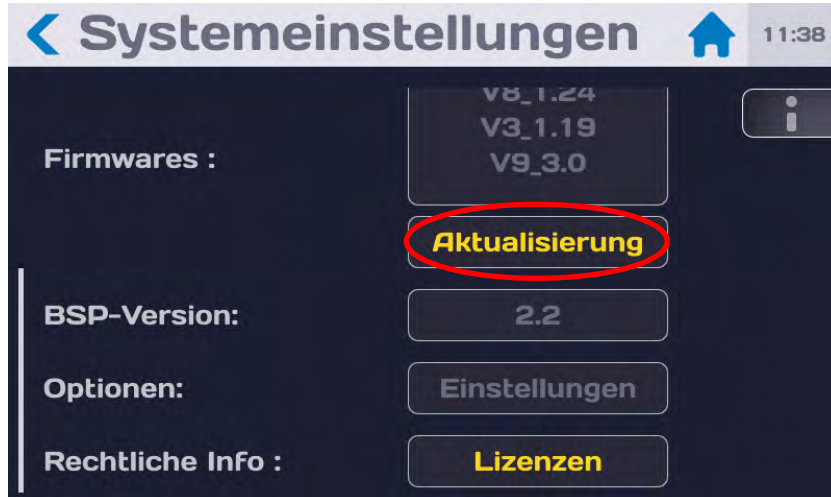 Systemeinstellungen 11:38
V8_1.24
V3_1.19
Firmwares : V9_3.0
Aktualisierung
BSP-Version: 2.2
Optionen: Einstellungen
Rechtliche Info : Lizenzen